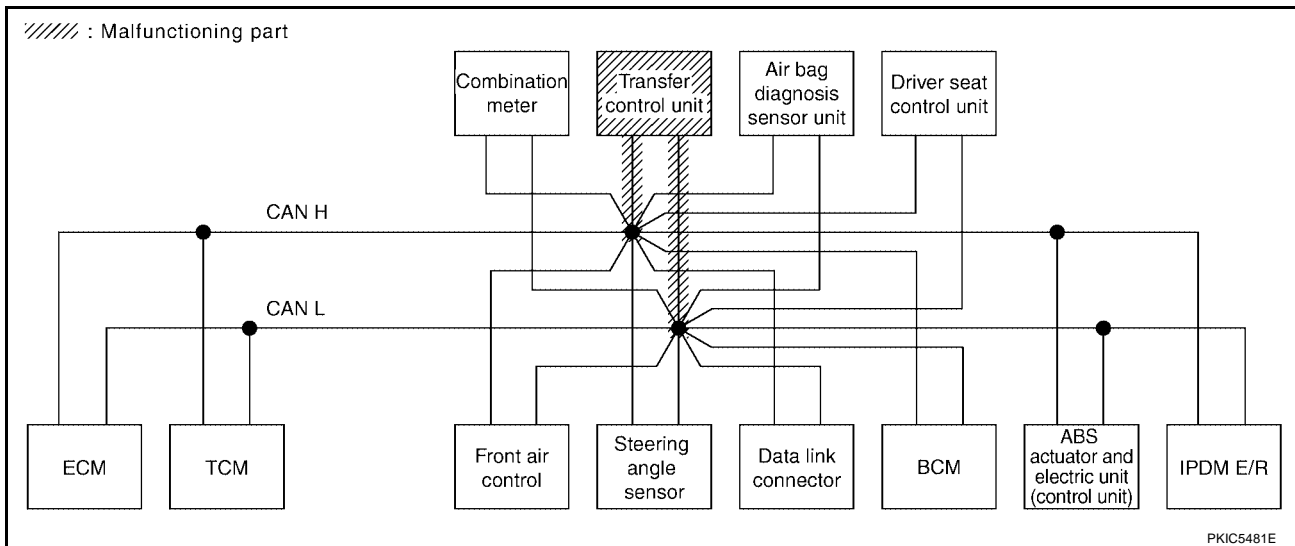 : Malfunctioning part
Combination
meter
Transfer
control unit
Air bag
diagnosis
sensor unit
Driver seat
control unit
CAN H
CAN L
ECM
TCM
Front air
control
Steering
angle
sensor
Data link
connector
BCM
ABS
actuator and
electric unit
(control unit)
IPDM E/R
PKIC5481E